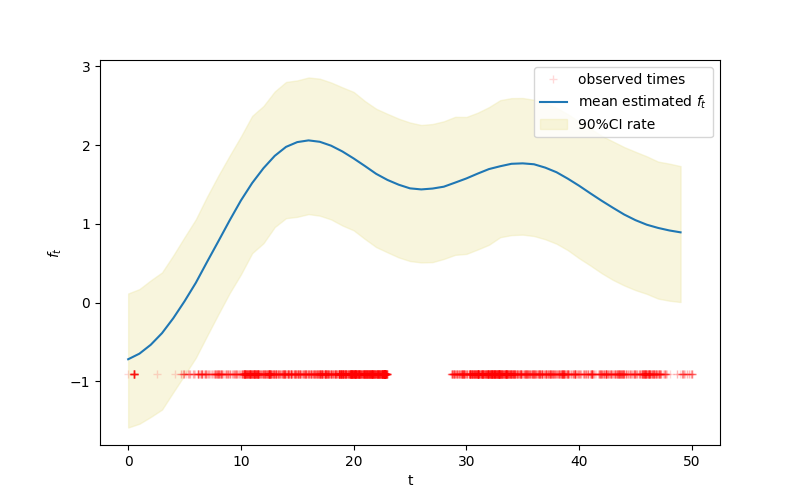 3
2
1
0
−1
0
10
20
30
40
50
t
f_t
observed times
mean estimated f_t
90%CI rate